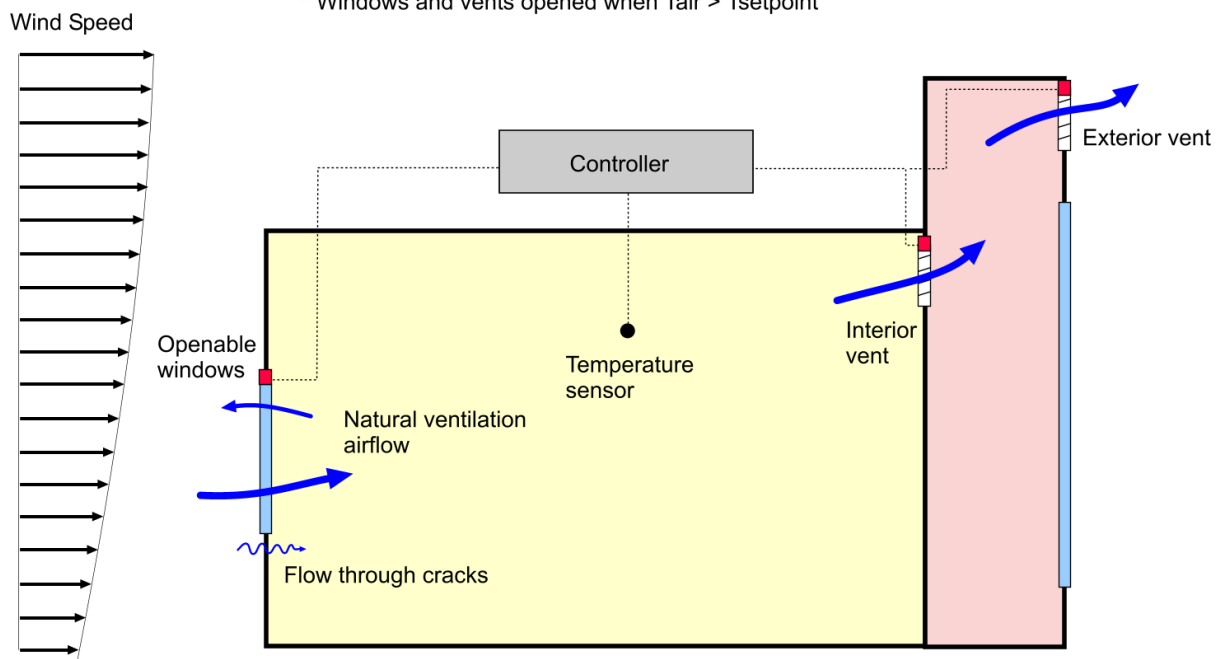 Windows and vents opened when Tair > Tsetpoint
Wind Speed
Controller
Exterior vent
Openable
windows
Interior
vent
Temperature
sensor
Natural ventilation
airflow
Flow through cracks